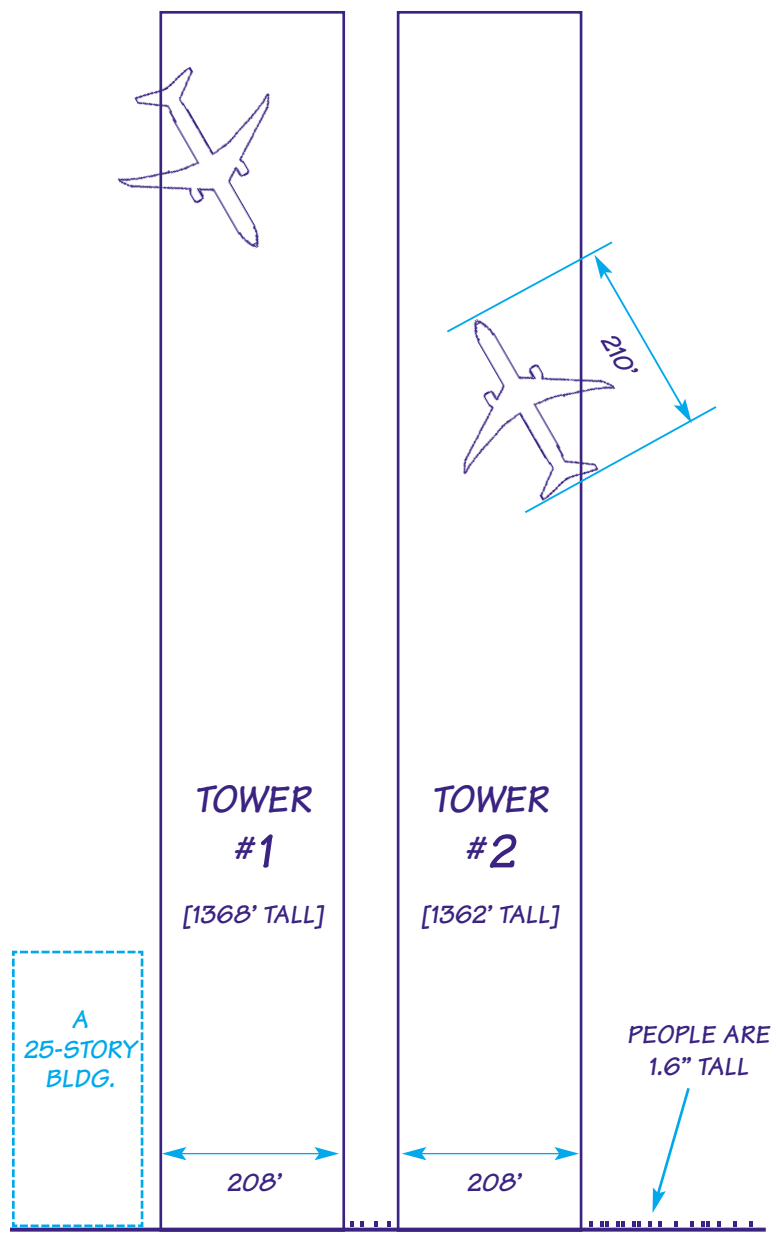 210’
TOWER
#1
[1368’ TALL]
TOWER
#2
[1362’ TALL]
A
25-STORY
BLDG.
PEOPLE ARE
1.6” TALL
208’
208’